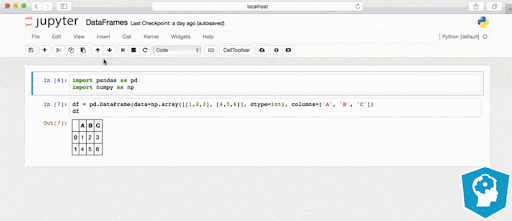 localhost
jupyter DataFrames Last Checkpoint: a day ago (autosaved)
File Edit View Insert Cell Kernel Widgets Help
Python [default]
Code CellToolbar
In [6]: import pandas as pd
import numpy as np
In [7]: df = pd.DataFrame(data=np.array([[1,2,3], [4,5,6]], dtype=int), columns=['A', 'B', 'C'])
df
Out[7]:
A B C
0 1 2 3
1 4 5 6